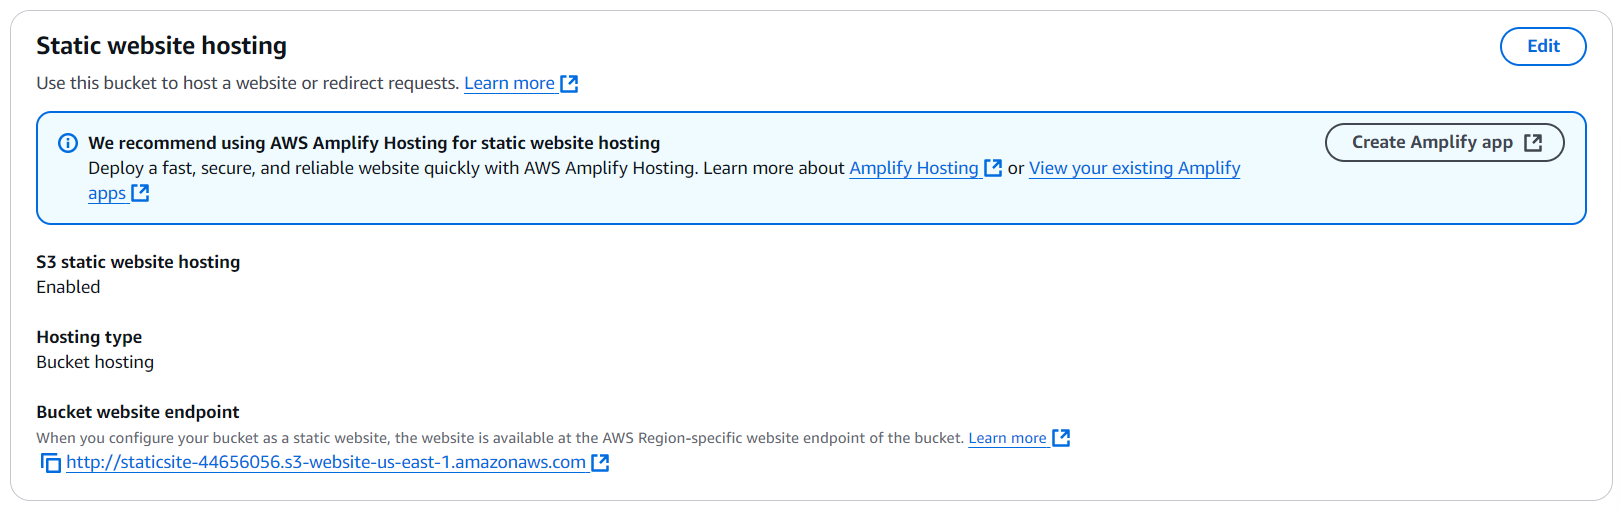 Static website hosting
Edit
Use this bucket to host a website or redirect requests. Learn more
We recommend using AWS Amplify Hosting for static website hosting
Create Amplify app
Deploy a fast, secure, and reliable website quickly with AWS Amplify Hosting. Learn more about Amplify Hosting or View your existing Amplify
apps
S3 static website hosting
Enabled
Hosting type
Bucket hosting
Bucket website endpoint
When you configure your bucket as a static website, the website is available at the AWS Region-specific website endpoint of the bucket. Learn more
http://staticsite-44656056.s3-website-us-east-1.amazonaws.com